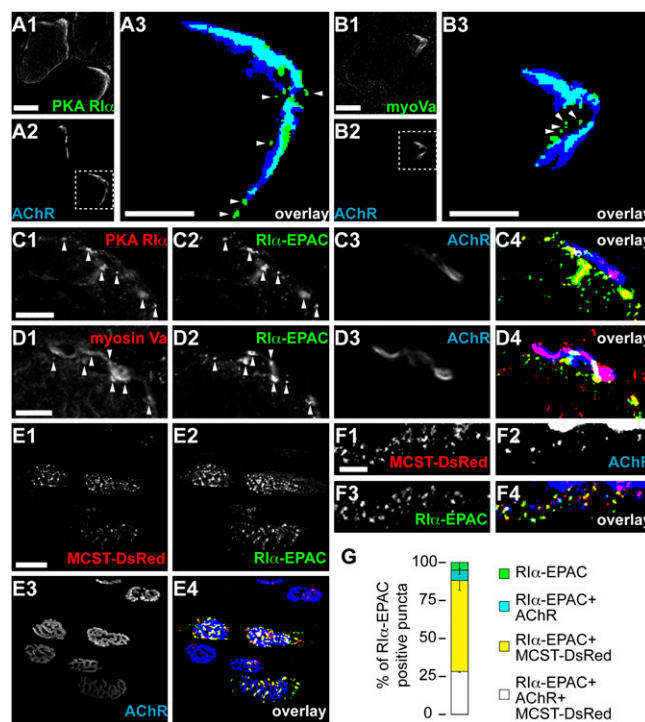 A1
PKA RIα
A2
AChR
A3
overlay
B1
myoVa
B2
B3
overlay
C1 PKA RIα
C2 RIα-EPAC
C3 AChR
C4 overlay
D1 myosin Va
D2 RIα-EPAC
D3 AChR
D4 overlay
E1
MCST-DsRed
E2
RIα-EPAC
F1
MCST-DsRed
F2
AChR
F3
RIα-EPAC
F4
overlay
E3
AChR
E4
overlay
G
% of RIα-EPAC
positive puncta
100
75
50
25
0
RIα-EPAC
RIα-EPAC+
AChR
RIα-EPAC+
MCST-DsRed
RIα-EPAC+
AChR+
MCST-DsRed